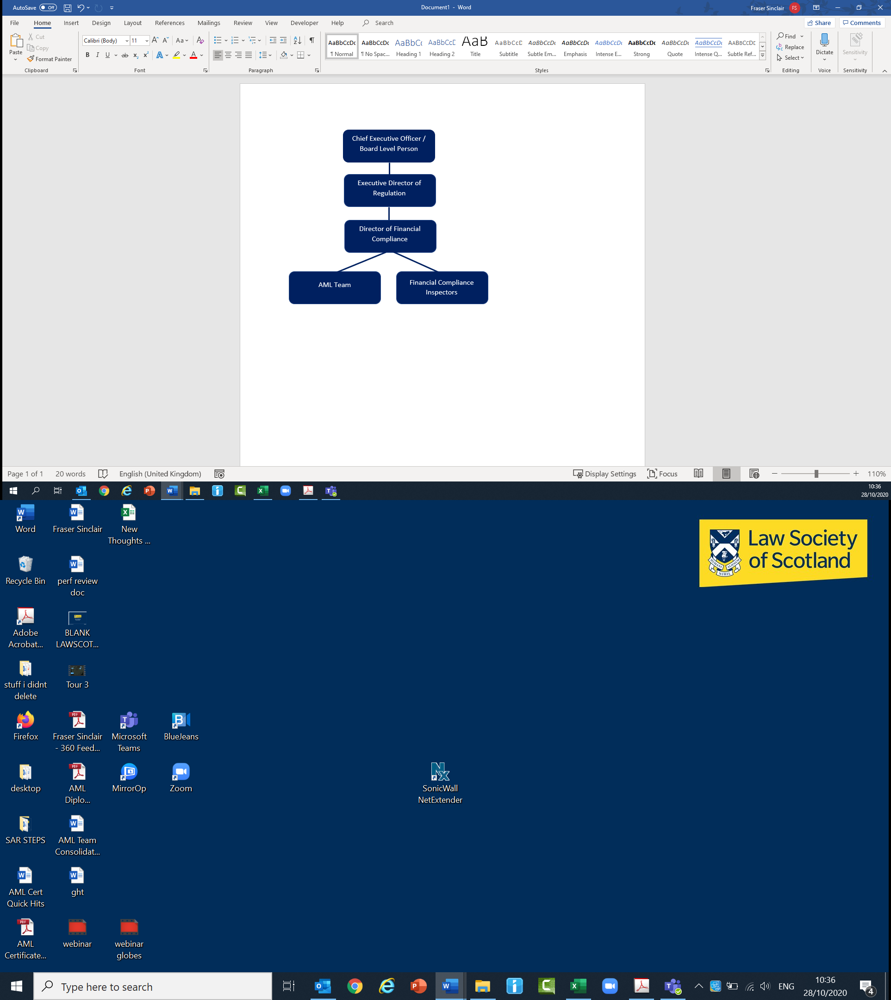 AutoSave Off
Document1 - Word
Fraser Sinclair FS
File Home Insert Design Layout References Mailings Review View Developer Help Search
Share Comments
Paste
Cut
Copy
Format Painter
Clipboard
Calibri (Body) 11
Font
Paragraph
AaBbCcDc AaBbCcDc AaBbCc AaBbCcD AaB AaBbCcD AaBbCcDc AaBbCcDc AaBbCcDc AaBbCcDc AaBbCcDc AaBbCcDc AABBCCDD
¶ Normal ¶ No Spac... Heading 1 Heading 2 Title Subtitle Subtle Em... Emphasis Intense E... Strong Quote Intense Q... Subtle Ref...
Styles
Find
Replace
Select
Editing
Dictate
Voice
Sensitivity
Sensitivity
Chief Executive Officer /
Board Level Person
Executive Director of
Regulation
Director of Financial
Compliance
AML Team
Financial Compliance
Inspectors
Page 1 of 1 20 words English (United Kingdom) Display Settings Focus 110%
10:36
28/10/2020
Word
Fraser Sinclair
New
Thoughts ...
Law Society
of Scotland
HUMANI NIHIL ALIENUM
Recycle Bin
perf review
doc
Adobe
Acrobat...
BLANK
LAWSCOT...
stuff i didnt
delete
Tour 3
Firefox
Fraser Sinclair
- 360 Feed...
Microsoft
Teams
BlueJeans
desktop
AML
Diplo...
MirrorOp
Zoom
SonicWall
NetExtender
SAR STEPS
AML Team
Consolidat...
AML Cert
Quick Hits
ght
AML
Certificate...
webinar
webinar
globes
Type here to search
ENG
10:36
28/10/2020
4